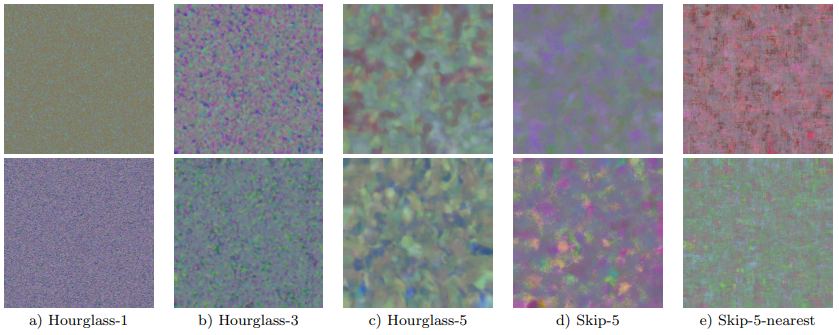 a) Hourglass-1
b) Hourglass-3
c) Hourglass-5
d) Skip-5
e) Skip-5-nearest